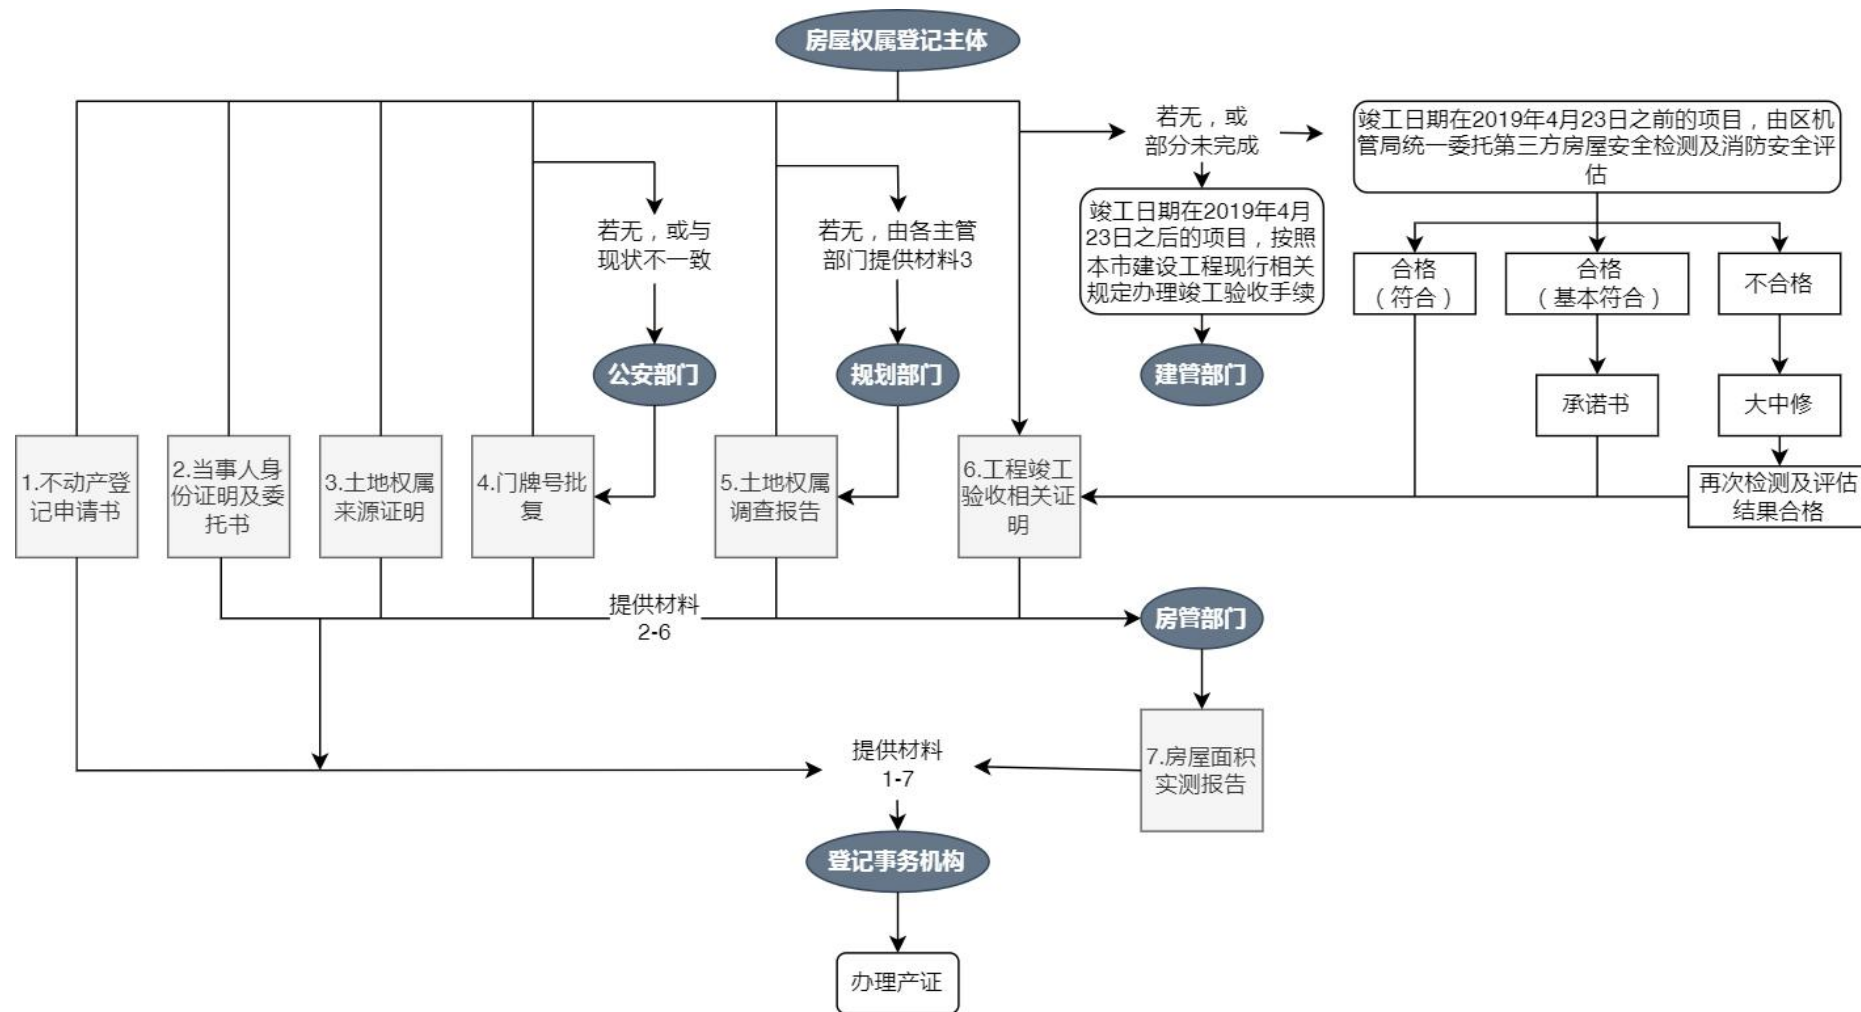 房屋权属登记主体
若无，或
部分未完成
竣工日期在2019年4月23日之前的项目，由区机
管局统一委托第三方房屋安全检测及消防安全评
估
若无，或与
现状不一致
若无，由各主管
部门提供材料3
竣工日期在2019年4月
23日之后的项目，按照
本市建设工程现行相关
规定办理竣工验收手续
合格
（符合）
合格
（基本符合）
不合格
公安部门
规划部门
建管部门
承诺书
大中修
1.不动产登
记申请书
2.当事人身
份证明及委
托书
3.土地权属
来源证明
4.门牌号批
复
5.土地权属
调查报告
6.工程竣工
验收相关证
明
再次检测及评估
结果合格
提供材料
2-6
房管部门
提供材料
1-7
7.房屋面积
实测报告
登记事务机构
办理产证